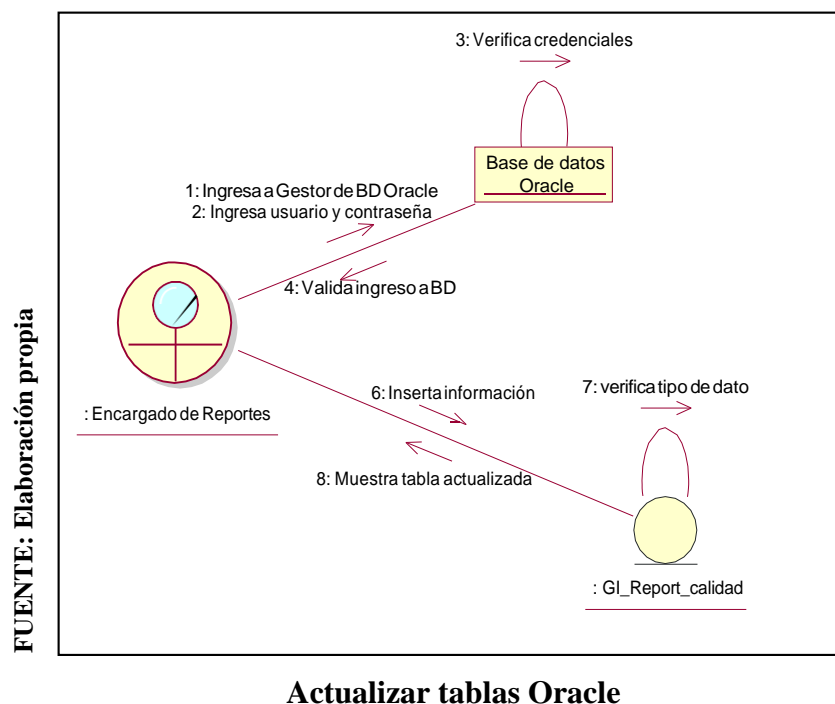 3: Verifica credenciales
Base de datos
Oracle
1: Ingresa a Gestor de BD Oracle
2: Ingresa usuario y contraseña
4: Valida ingreso a BD
: Encargado de Reportes
6: Inserta información
7: verifica tipo de dato
8: Muestra tabla actualizada
: GI_Report_calidad
FUENTE: Elaboración propia
Actualizar tablas Oracle